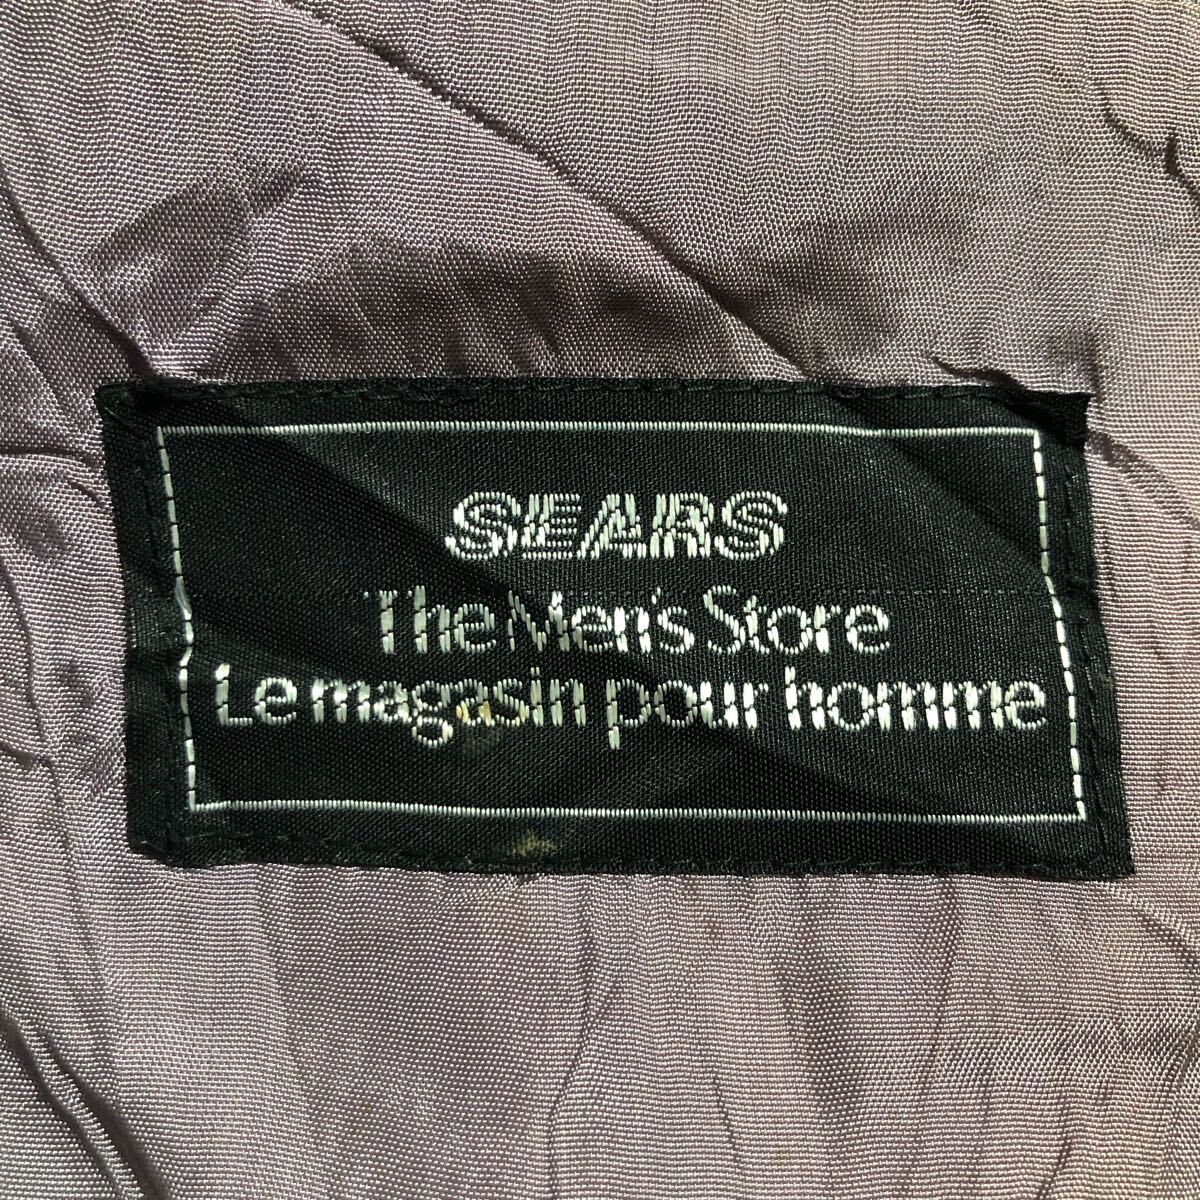 SEARS
The Men's Store
Le magasin pour homme